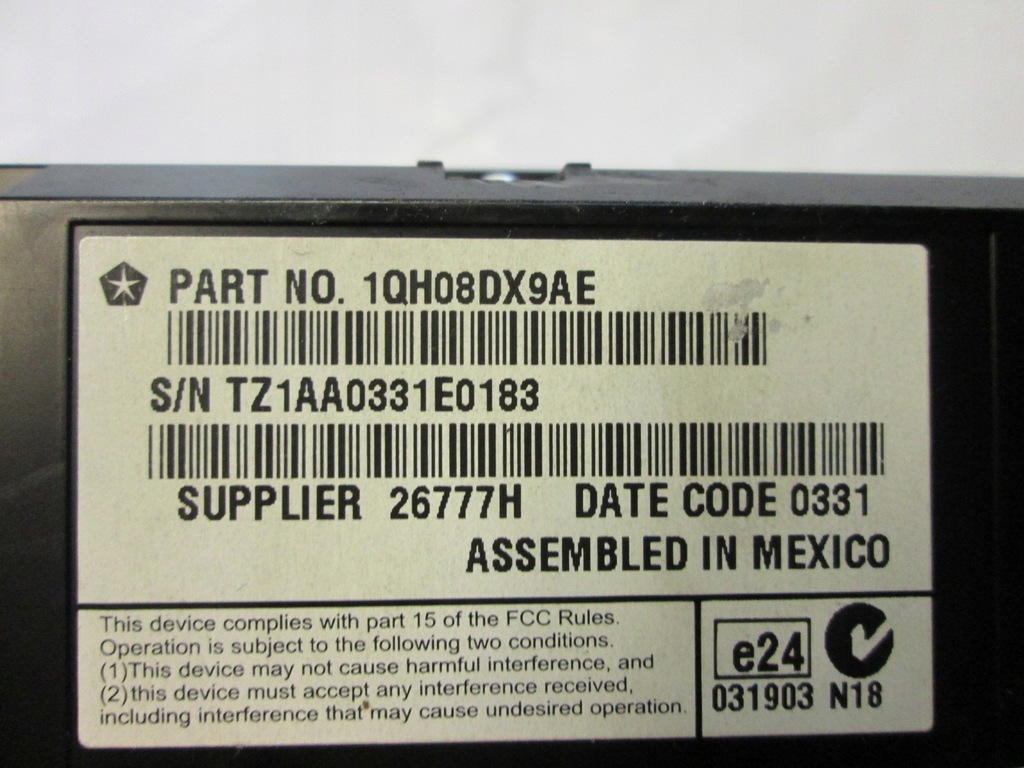 PART NO. 1QH08DX9AE
S/N TZ1AA0331E0183
SUPPLIER 26777H DATE CODE 0331
ASSEMBLED IN MEXICO
This device complies with part 15 of the FCC Rules.
Operation is subject to the following two conditions.
(1)This device may not cause harmful interference, and
(2)this device must accept any interference received,
including interference that may cause undesired operation.
e24
031903 N18